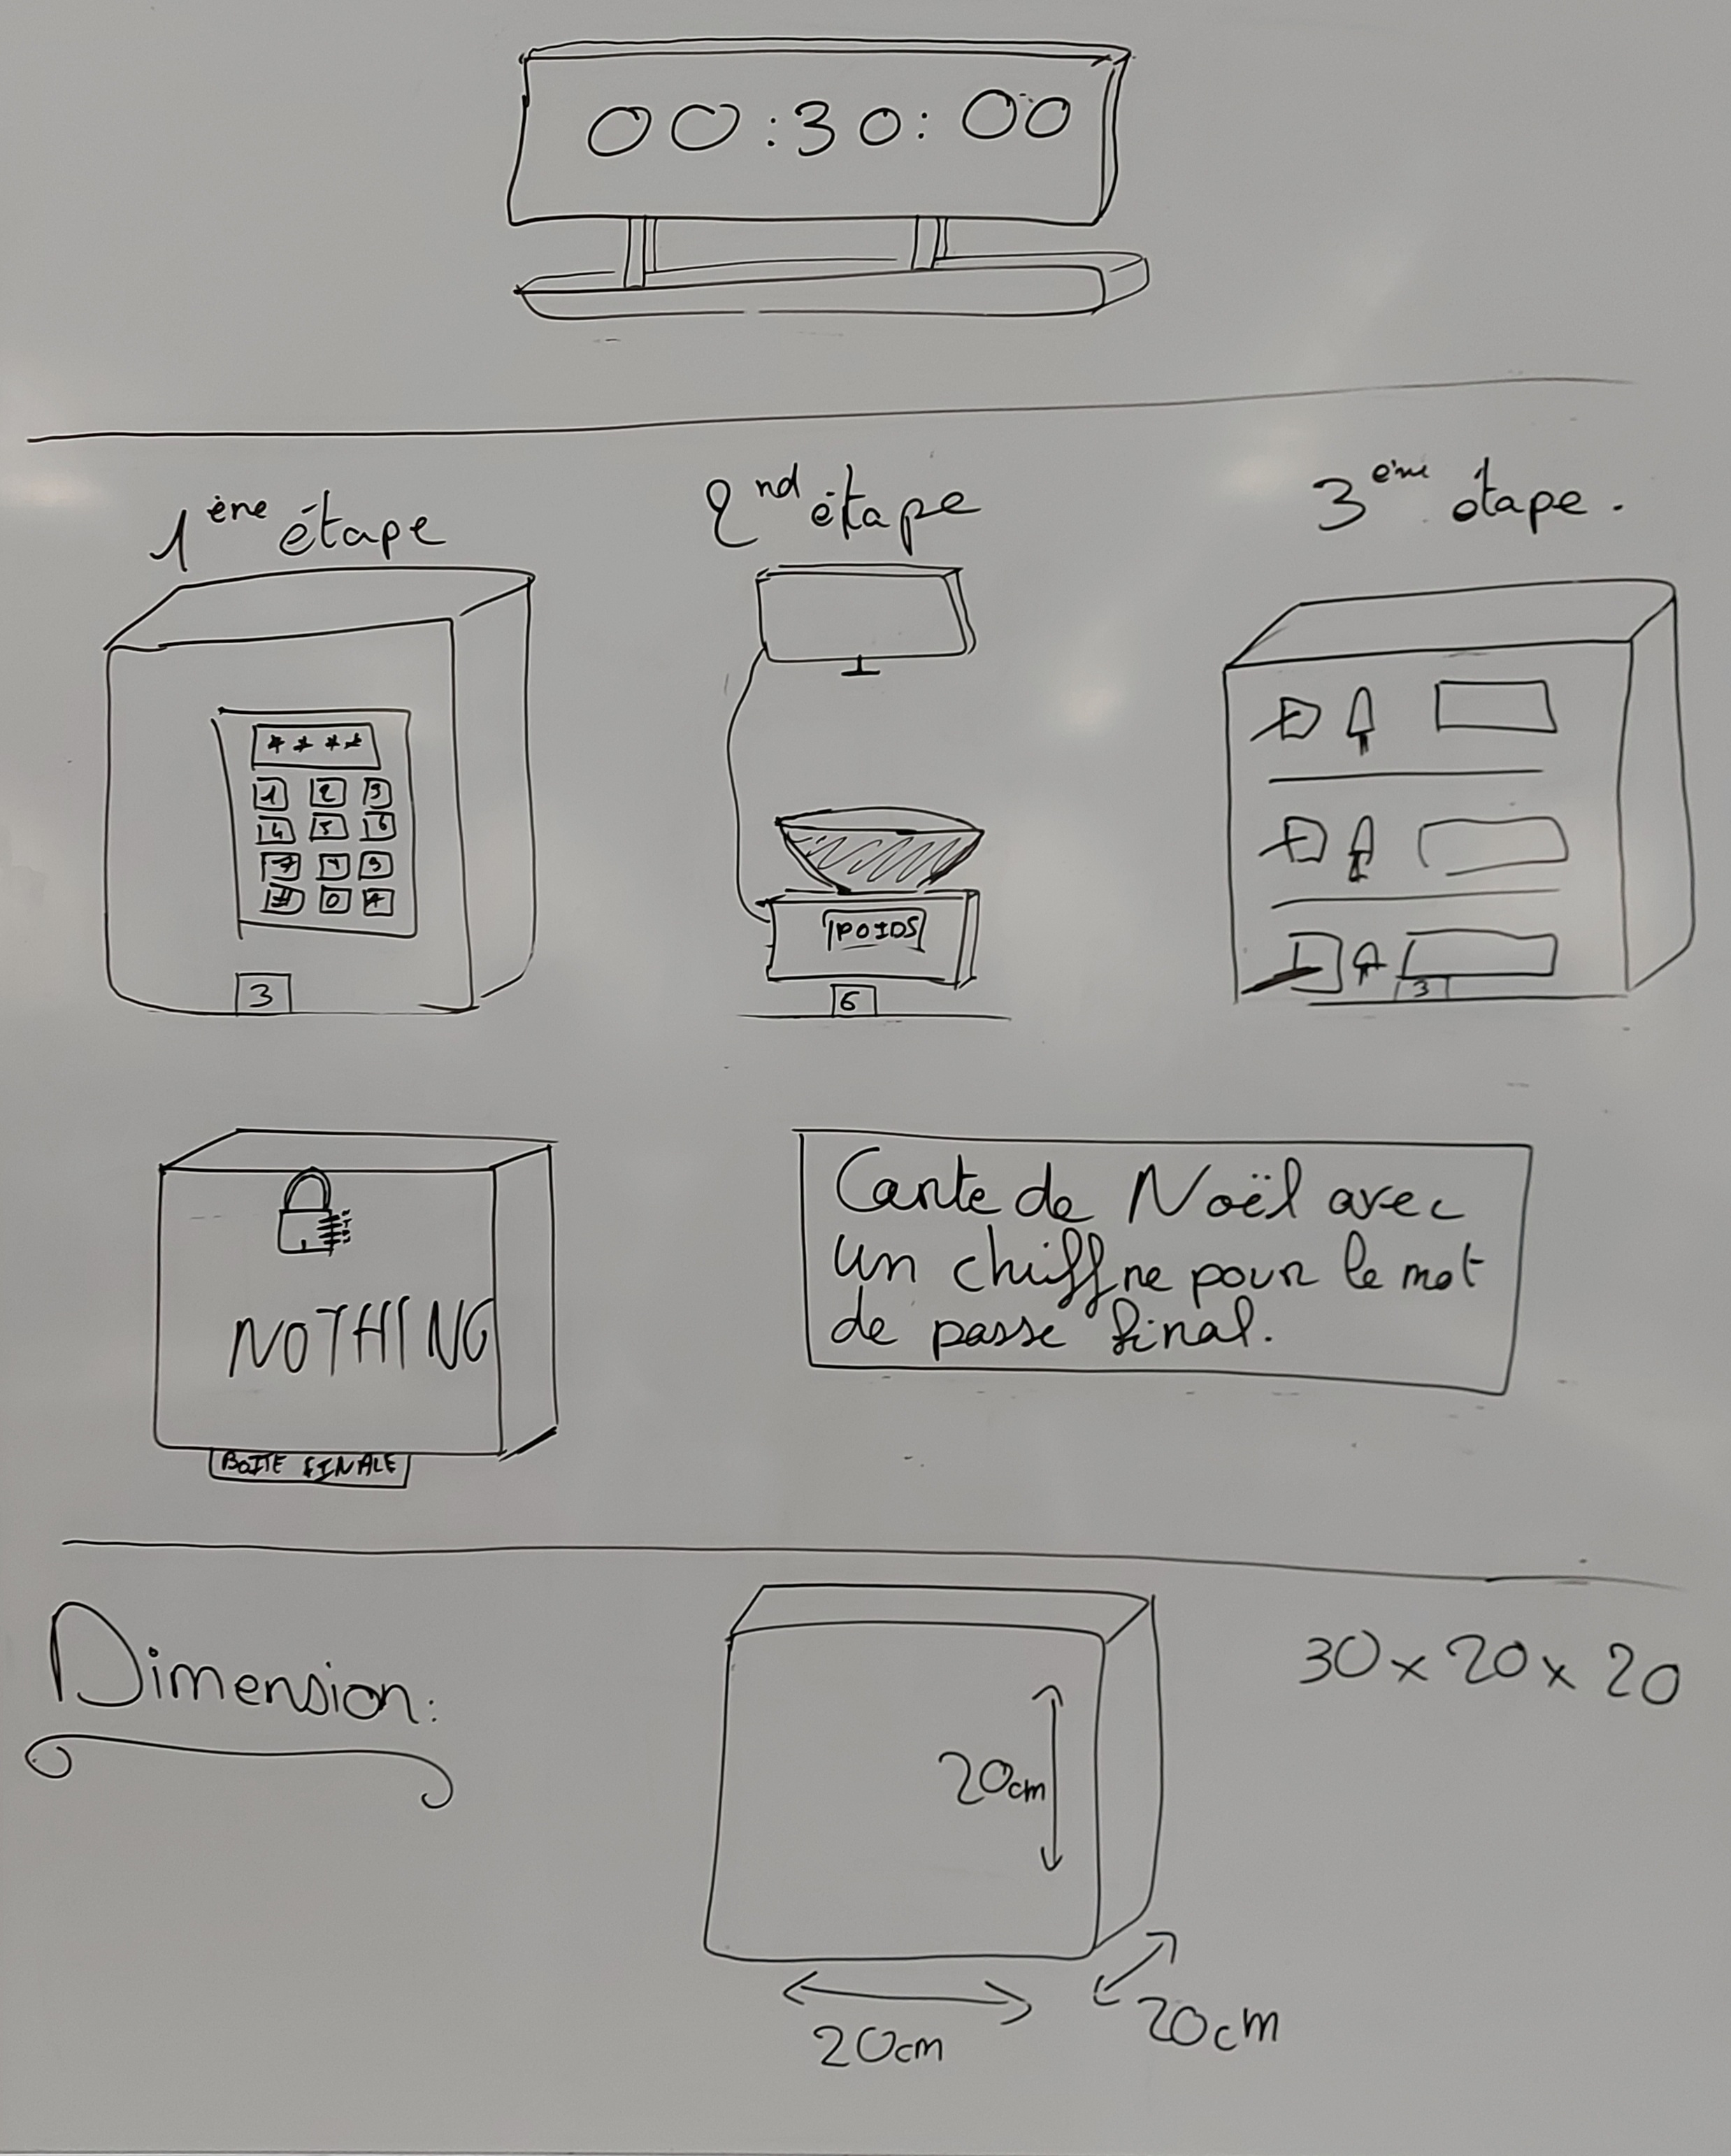 00:30:00
1ère étape
2nd étape
3ème étape.
* * * *
1 2 3
4 5 6
7 9
# 0 *
POIDS
3
6
3
NOTHING
BOITE FINALE
Carte de Noël avec
un chiffre pour le mot
de passe final.
Dimension:
30 x 20 x 20
20cm
20cm
20cm